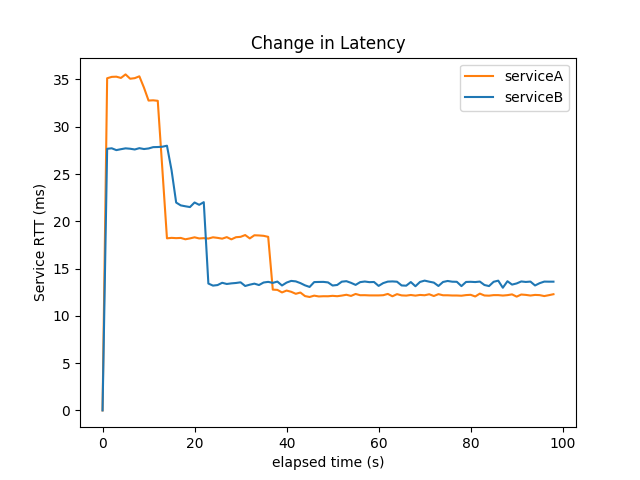 Change in Latency
serviceA
serviceB
Service RTT (ms)
35
30
25
20
15
10
5
0
0 20 40 60 80 100
elapsed time (s)